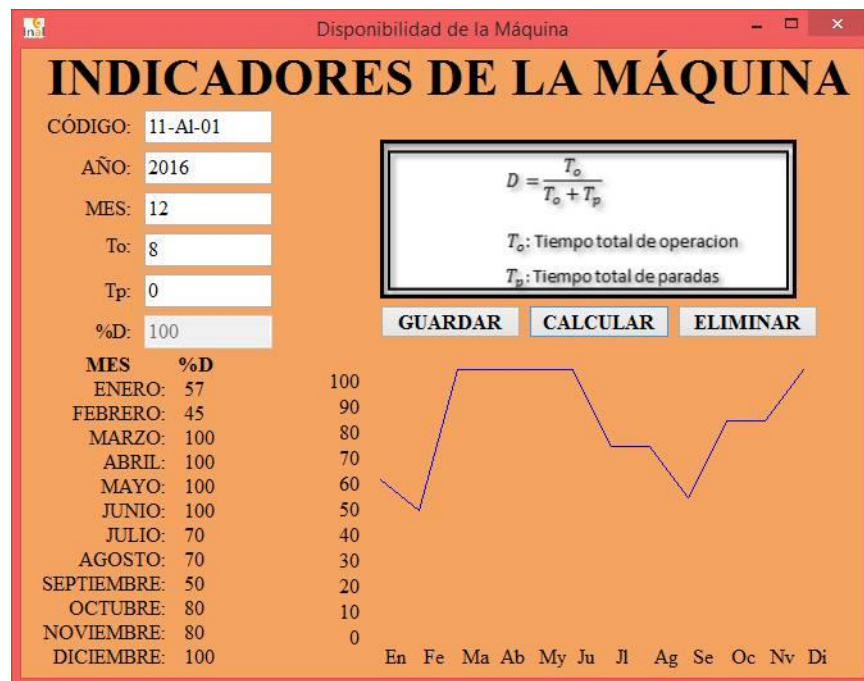 inal
Disponibilidad de la Máquina
INDICADORES DE LA MÁQUINA
CÓDIGO: 11-Al-01
AÑO: 2016
MES: 12
To: 8
Tp: 0
%D: 100
D = To / To + Tp
To: Tiempo total de operacion
Tp: Tiempo total de paradas
GUARDAR CALCULAR ELIMINAR
MES %D
ENERO: 57
FEBRERO: 45
MARZO: 100
ABRIL: 100
MAYO: 100
JUNIO: 100
JULIO: 70
AGOSTO: 70
SEPTIEMBRE: 50
OCTUBRE: 80
NOVIEMBRE: 80
DICIEMBRE: 100
100
90
80
70
60
50
40
30
20
10
0
En Fe Ma Ab My Ju Jl Ag Se Oc Nv Di